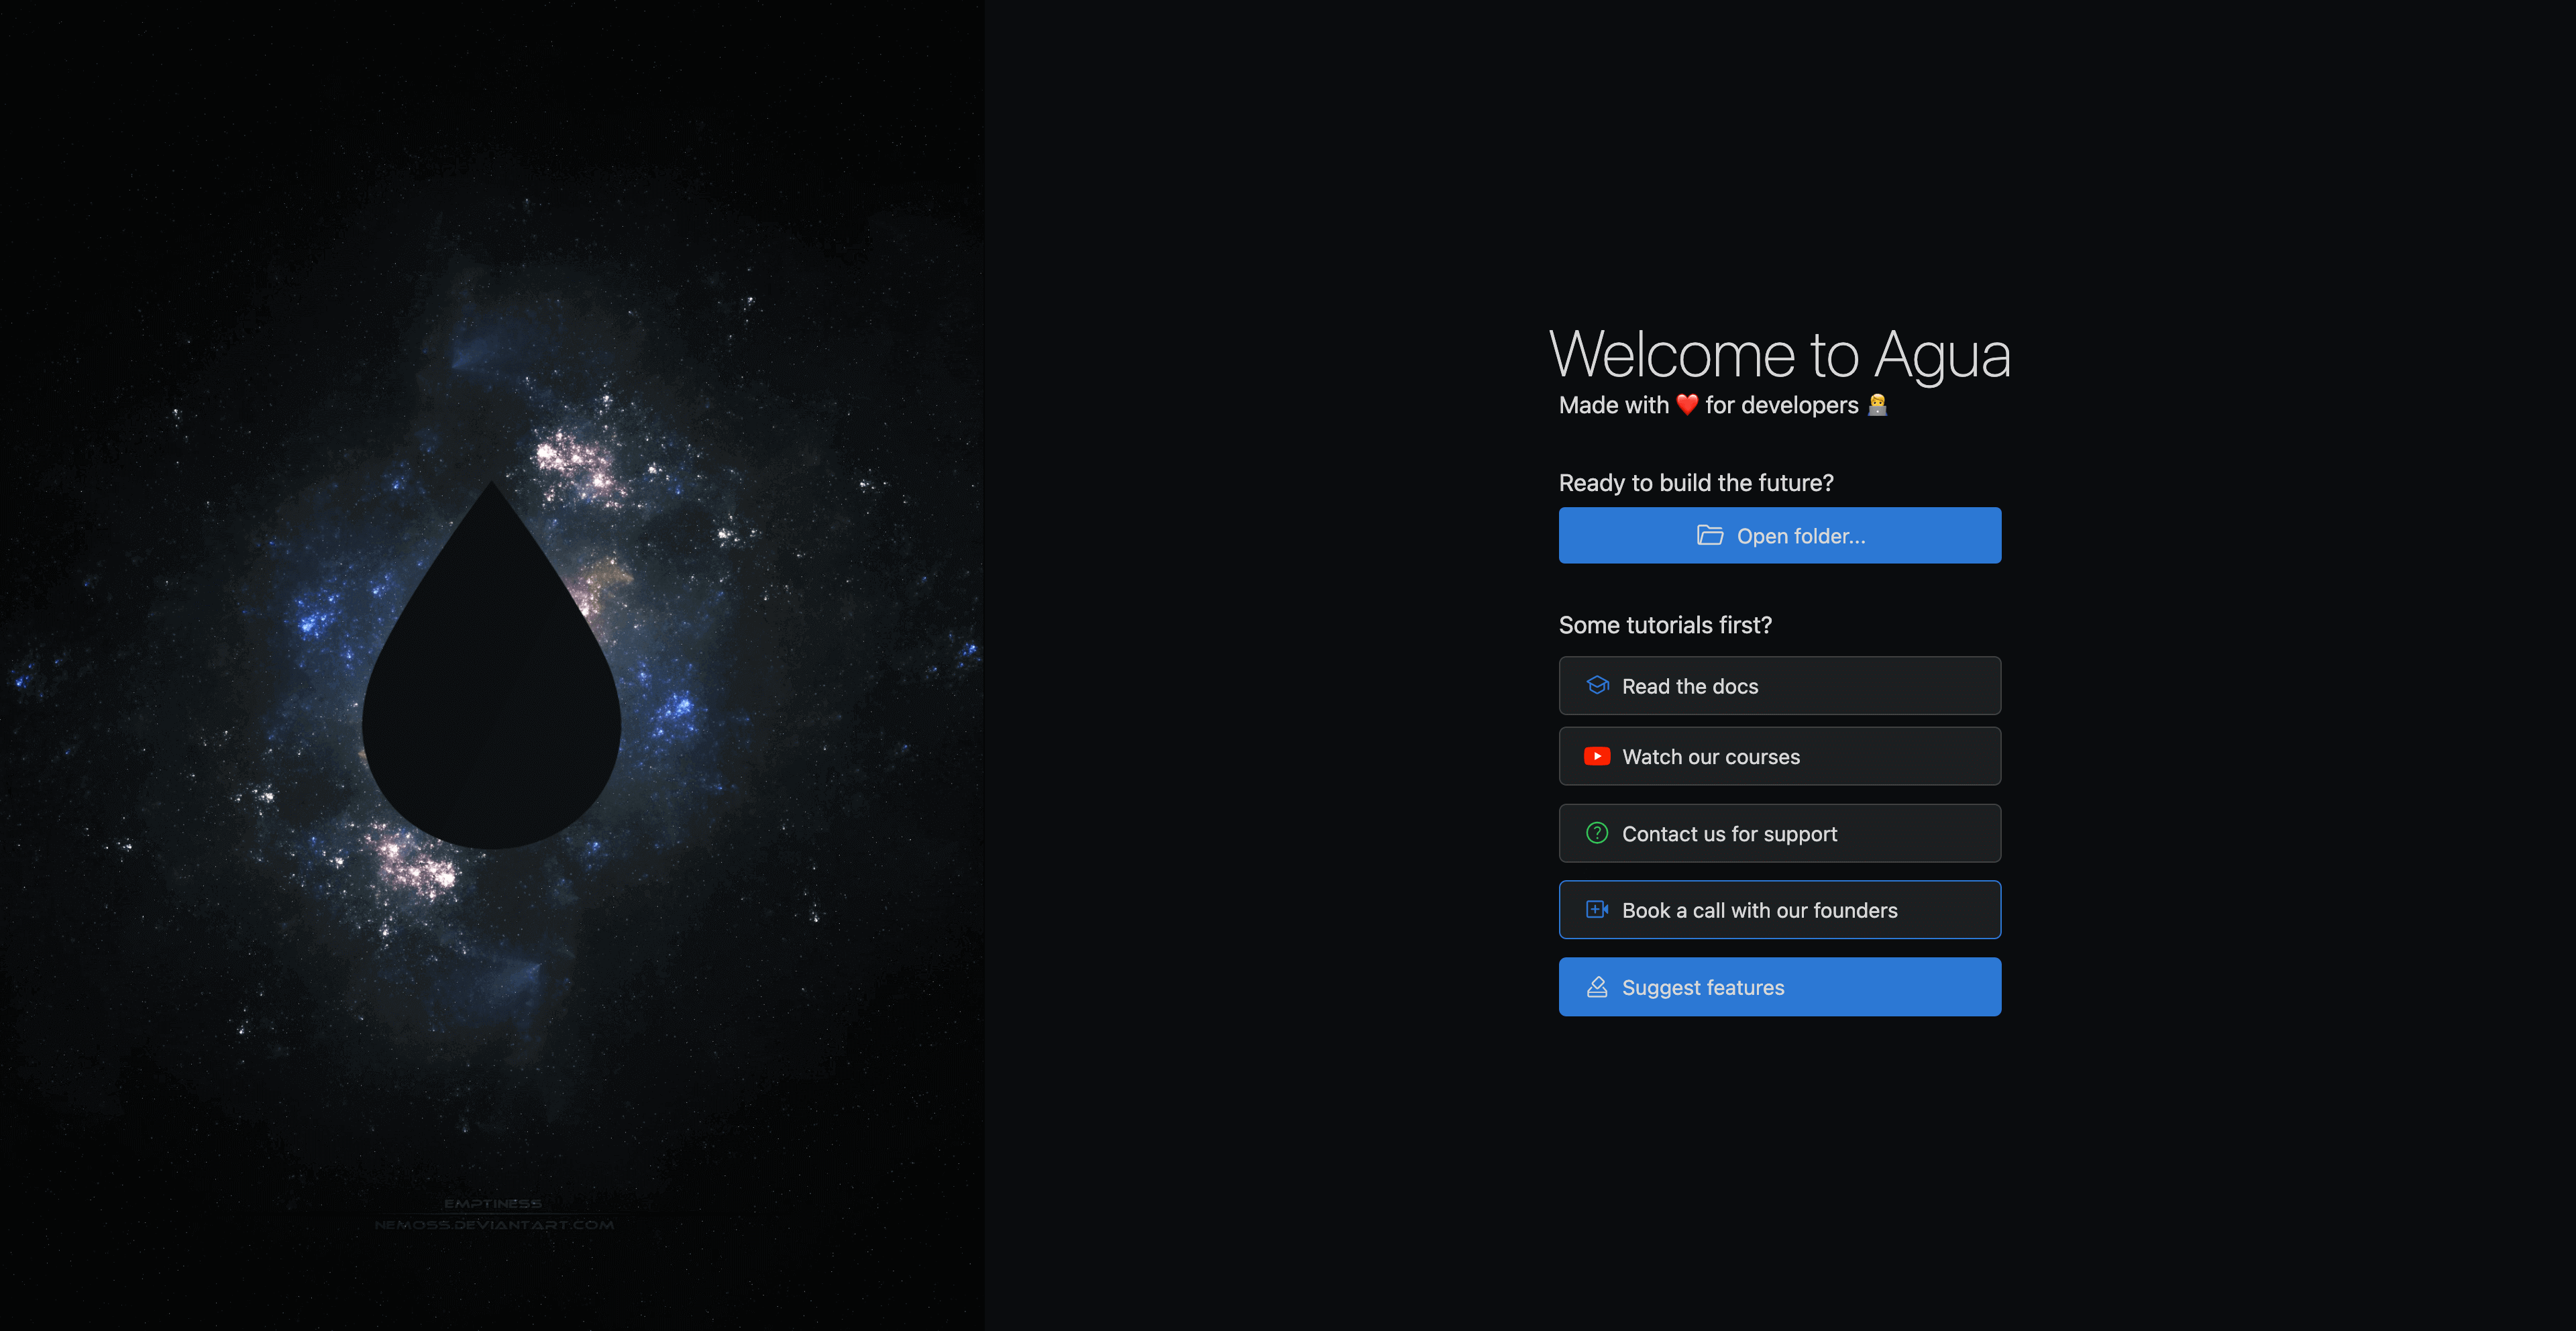 Welcome to Agua
Made with ❤️ for developers 🧑‍💻
Ready to build the future?
Open folder...
Some tutorials first?
Read the docs
Watch our courses
Contact us for support
Book a call with our founders
Suggest features
EMPTINESS
NEMOSS.DEVIANTART.COM